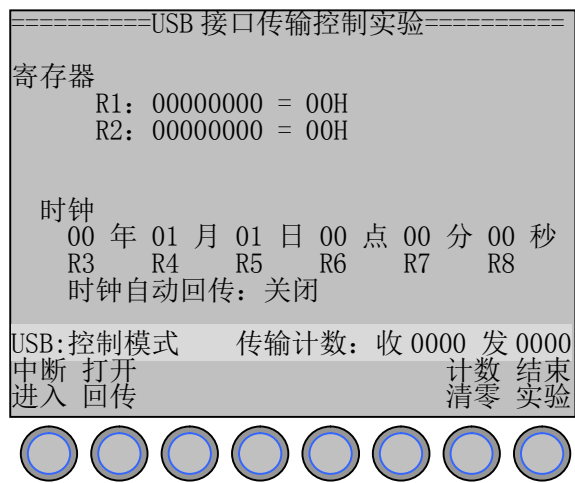 ==========USB 接口传输控制实验==========
寄存器
R1: 00000000 = 00H
R2: 00000000 = 00H
时钟
00 年 01 月 01 日 00 点 00 分 00 秒
R3 R4 R5 R6 R7 R8
时钟自动回传: 关闭
USB:控制模式 传输计数: 收 0000 发 0000
中断 打开 计数 结束
进入 回传 清零 实验